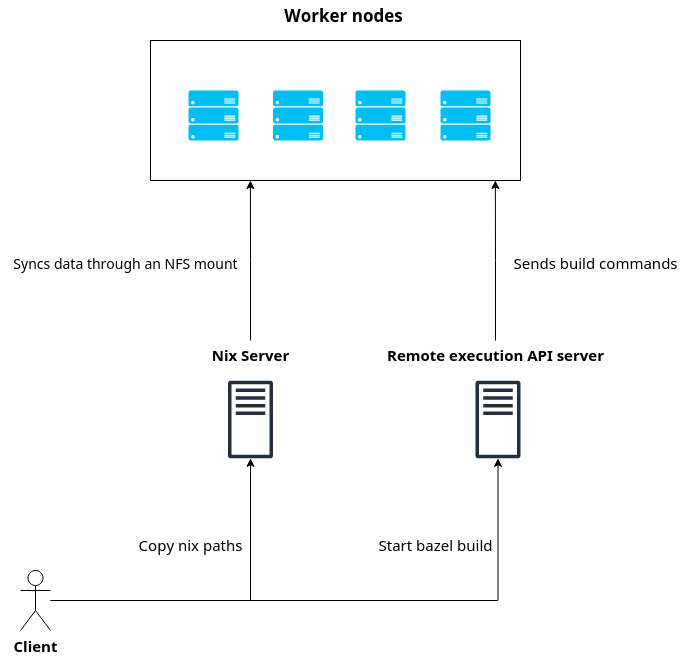 Worker nodes
Syncs data through an NFS mount
Sends build commands
Nix Server
Remote execution API server
Copy nix paths
Start bazel build
Client